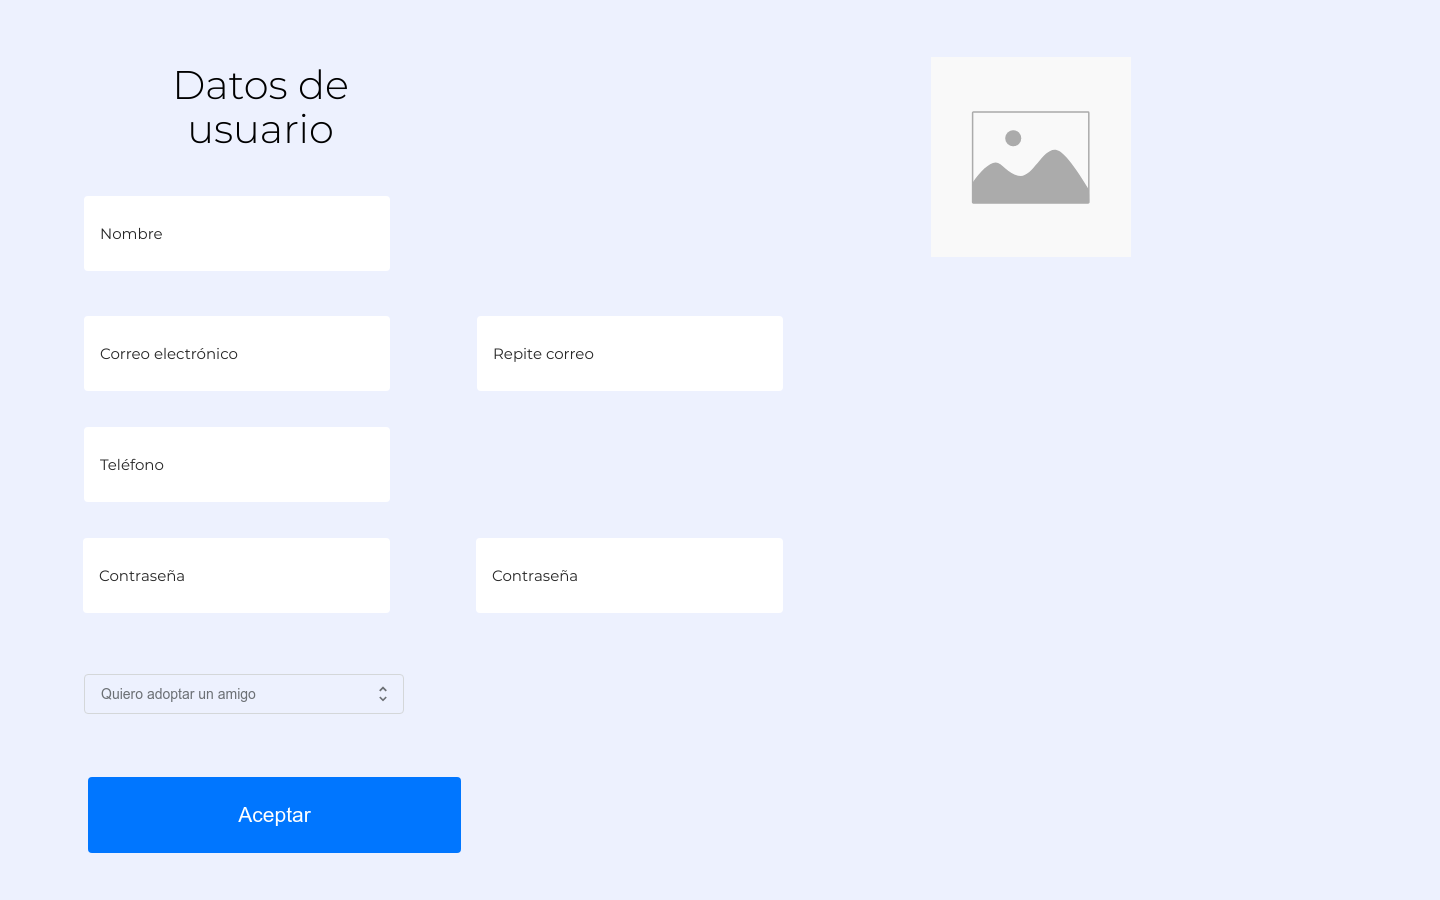 Datos de
usuario
Nombre
Correo electrónico
Repite correo
Teléfono
Contraseña
Contraseña
Quiero adoptar un amigo
Aceptar